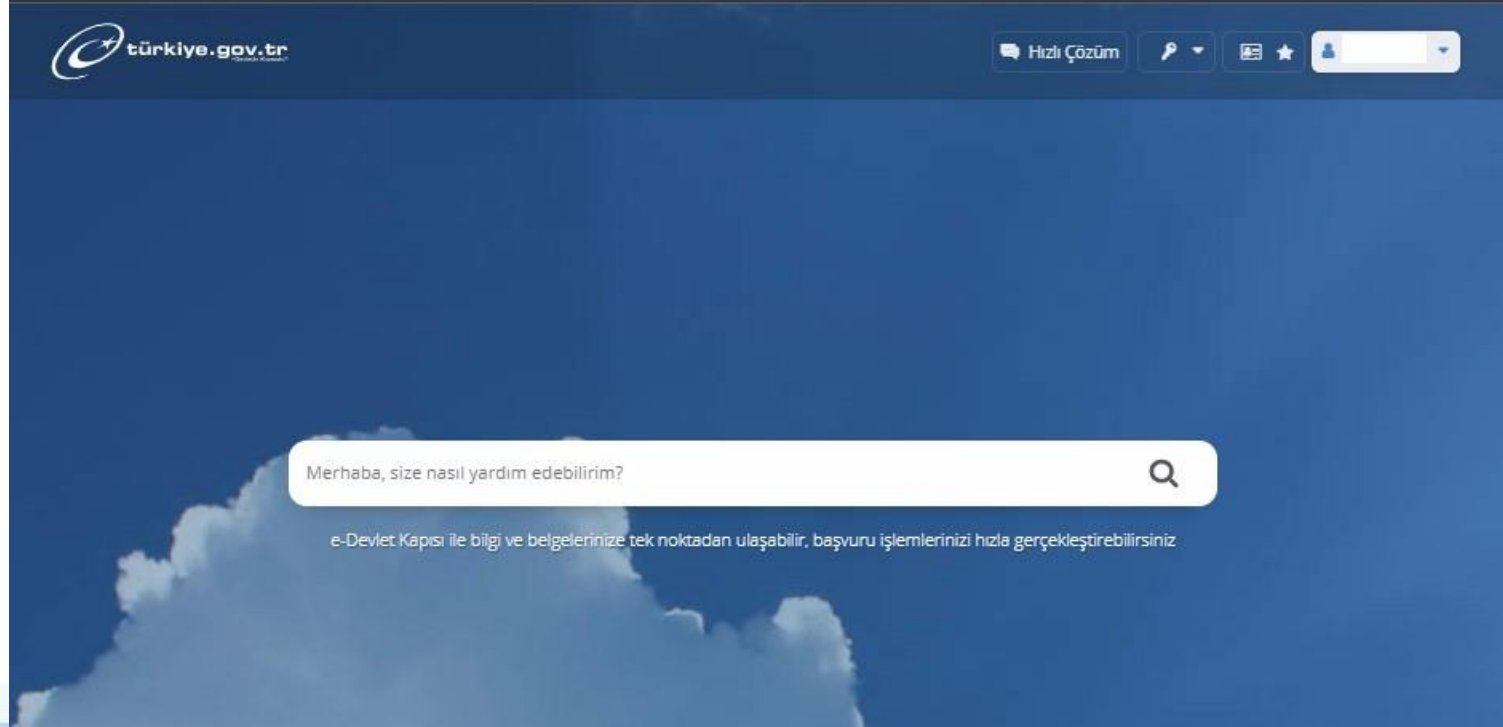 türkiye.gov.tr
Hızlı Çözüm
Merhaba, size nasıl yardım edebilirim?
e-Devlet Kapısı ile bilgi ve belgelerinize tek noktadan ulaşabilir, başvuru işlemlerinizi hızla gerçekleştirebilirsiniz